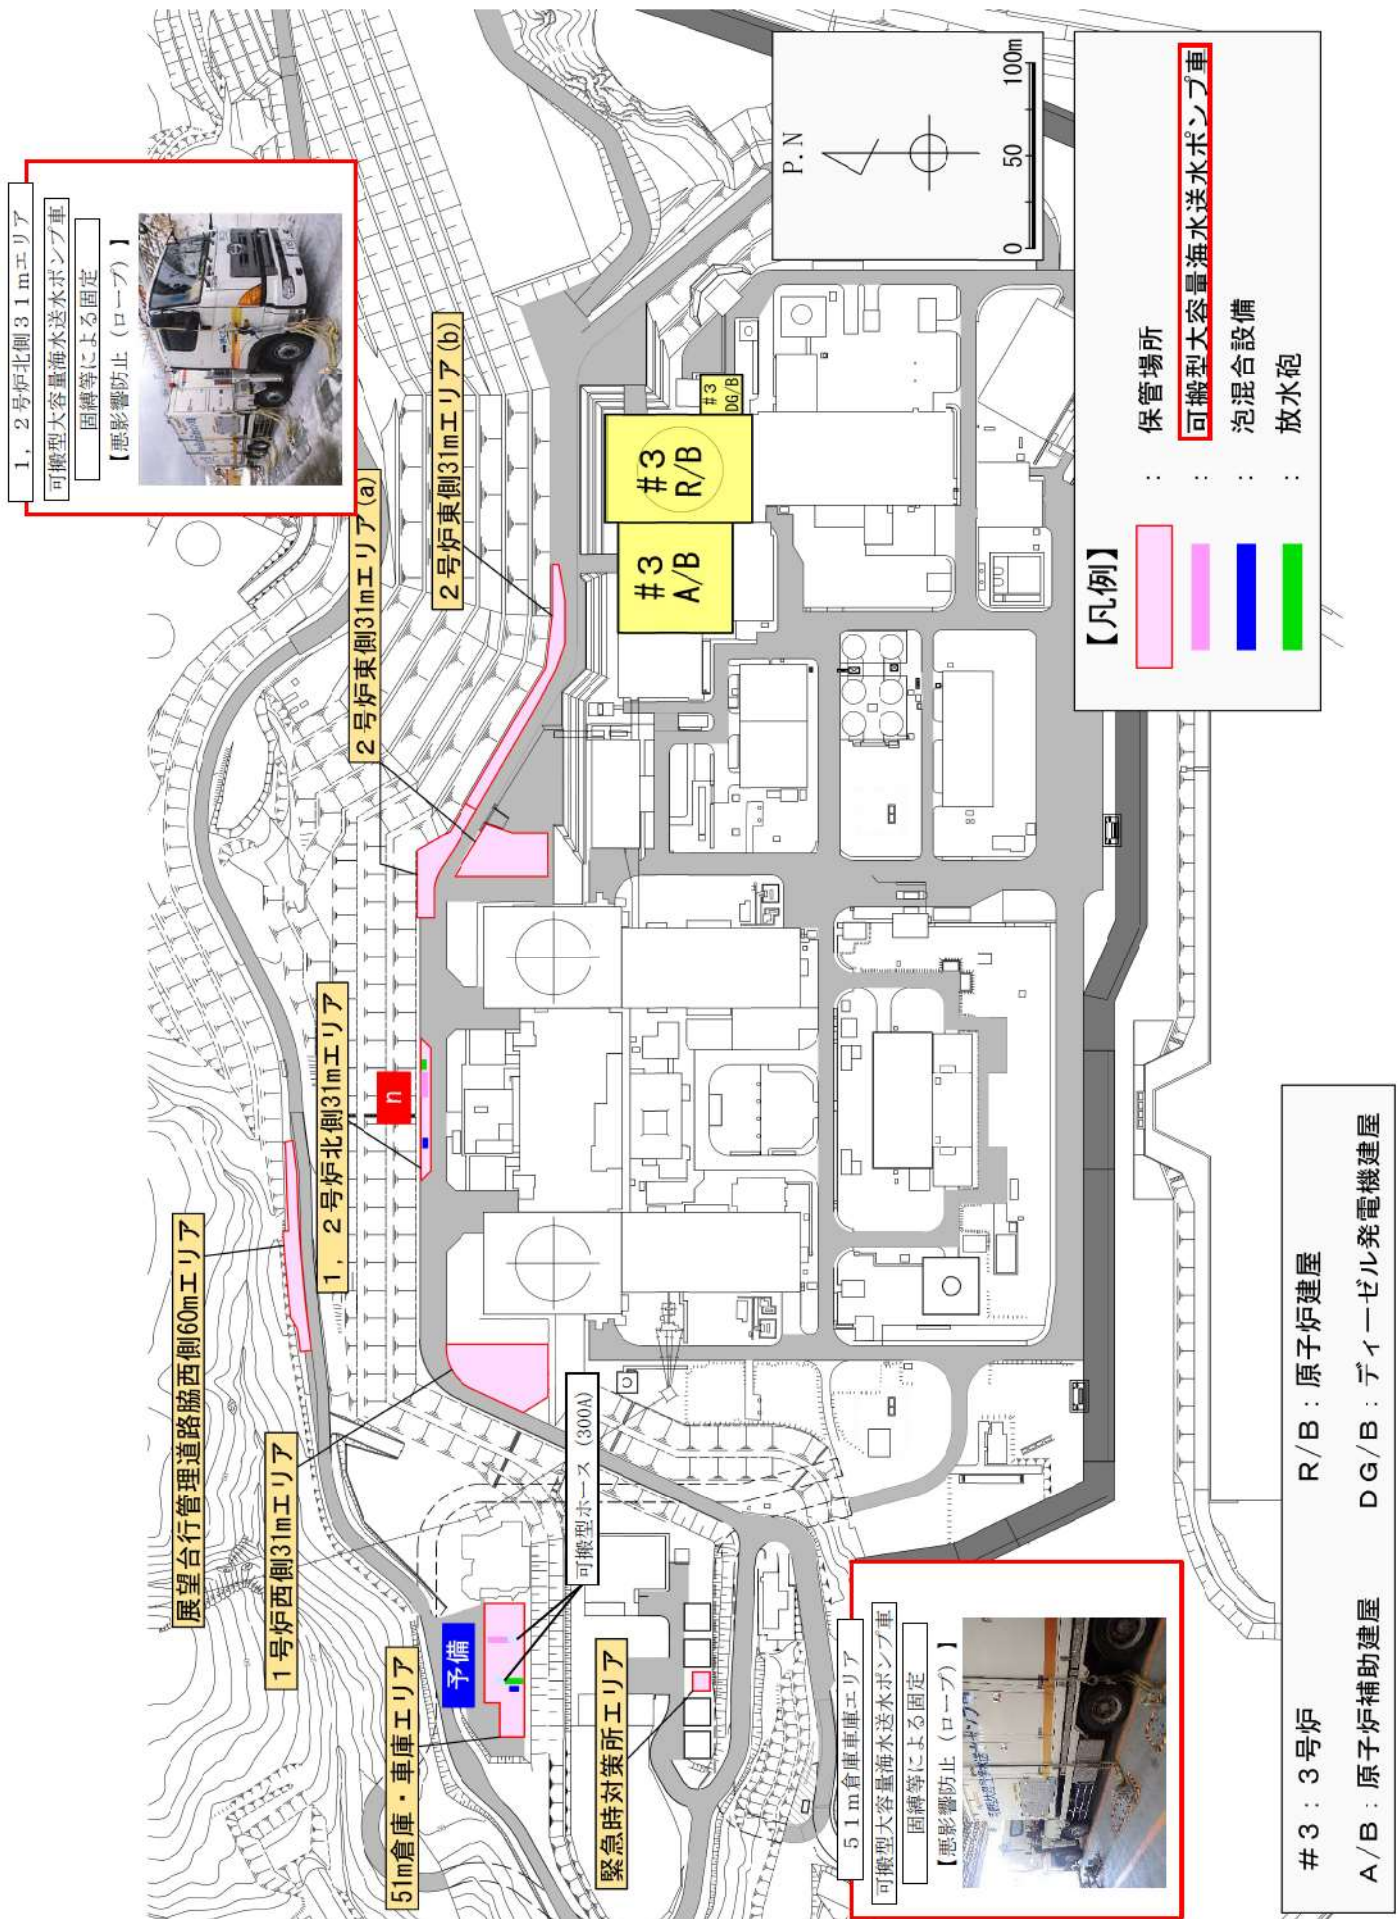 1，2号炉北側31mエリア
可搬型大容量海水送水ポンプ車
固縛等による固定
【悪影響防止（ロープ）】
展望台行管理道路脇西側60mエリア
1号炉西側31mエリア
51m倉庫・車庫エリア
予備
緊急時対策所エリア
可搬型ホース（300A）
1，2号炉北側31mエリア
n
2号炉東側31mエリア(a)
2号炉東側31mエリア(b)
#3
A/B
#3
R/B
#3
DG/B
P.N
0 50 100m
51m倉庫車庫エリア
可搬型大容量海水送水ポンプ車
固縛等による固定
【悪影響防止（ロープ）】
【凡例】
：保管場所
：可搬型大容量海水送水ポンプ車
：泡混合設備
：放水砲
#3：3号炉 R/B：原子炉建屋
A/B：原子炉補助建屋 DG/B：ディーゼル発電機建屋